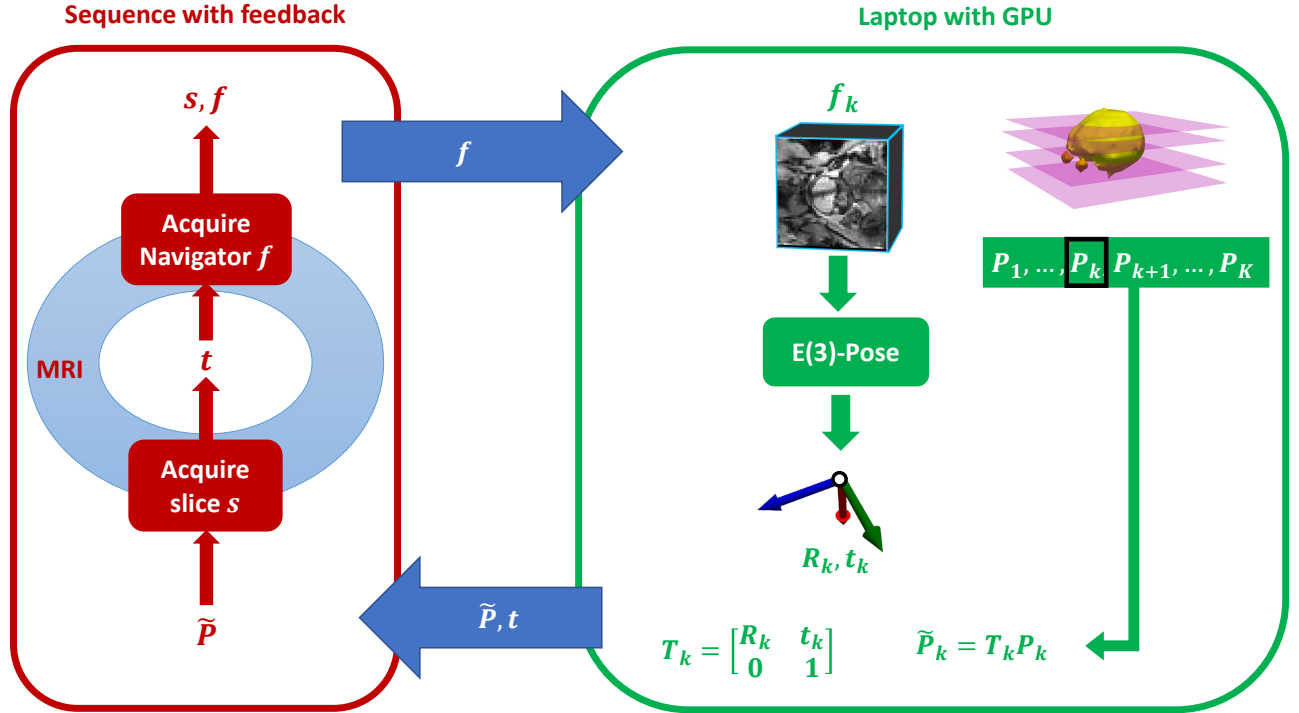 Sequence with feedback
s, f
Acquire
Navigator f
t
MRI
Acquire
slice s
P̃
f
P̃, t
Laptop with GPU
f_k
P_1, …, P_k, P_{k+1}, …, P_K
E(3)-Pose
R_k, t_k
T_k = [R_k t_k
0 1]
P̃_k = T_k P_k